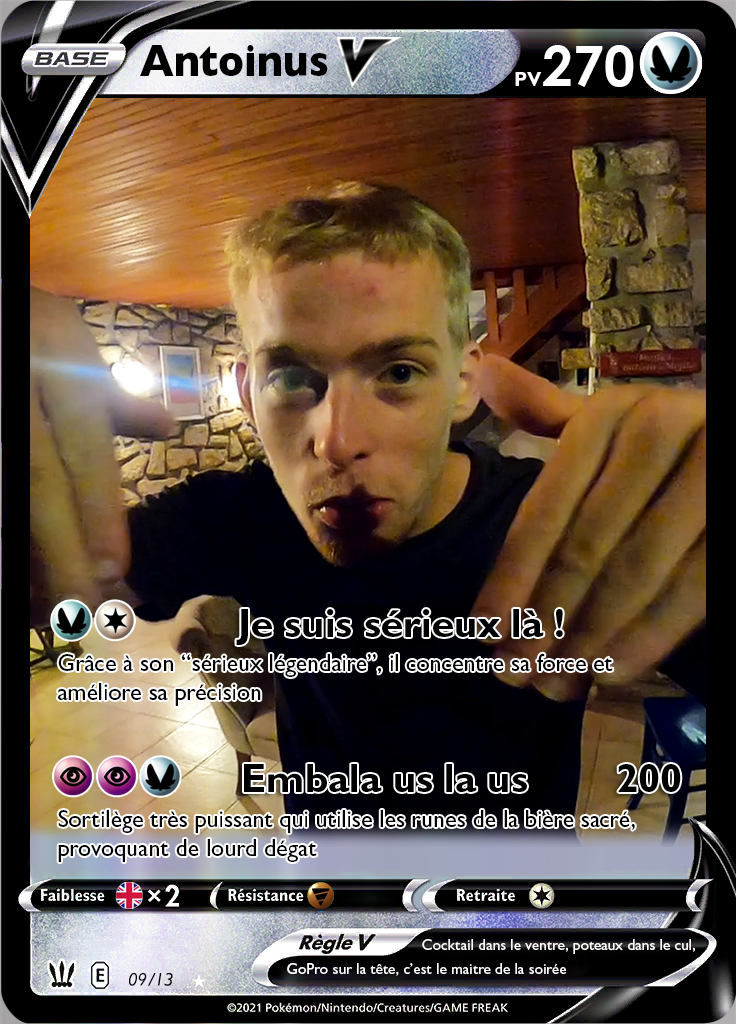 BASE Antoinus V PV 270
Je suis sérieux là !
Grâce à son “sérieux légendaire”, il concentre sa force et
améliore sa précision
Embala us la us 200
Sortilège très puissant qui utilise les runes de la bière sacré,
provoquant de lourd dégat
Faiblesse ×2 Résistance Retraite
Règle V Cocktail dans le ventre, poteaux dans le cul,
GoPro sur la tête, c’est le maitre de la soirée
E 09/13
©2021 Pokémon/Nintendo/Creatures/GAME FREAK